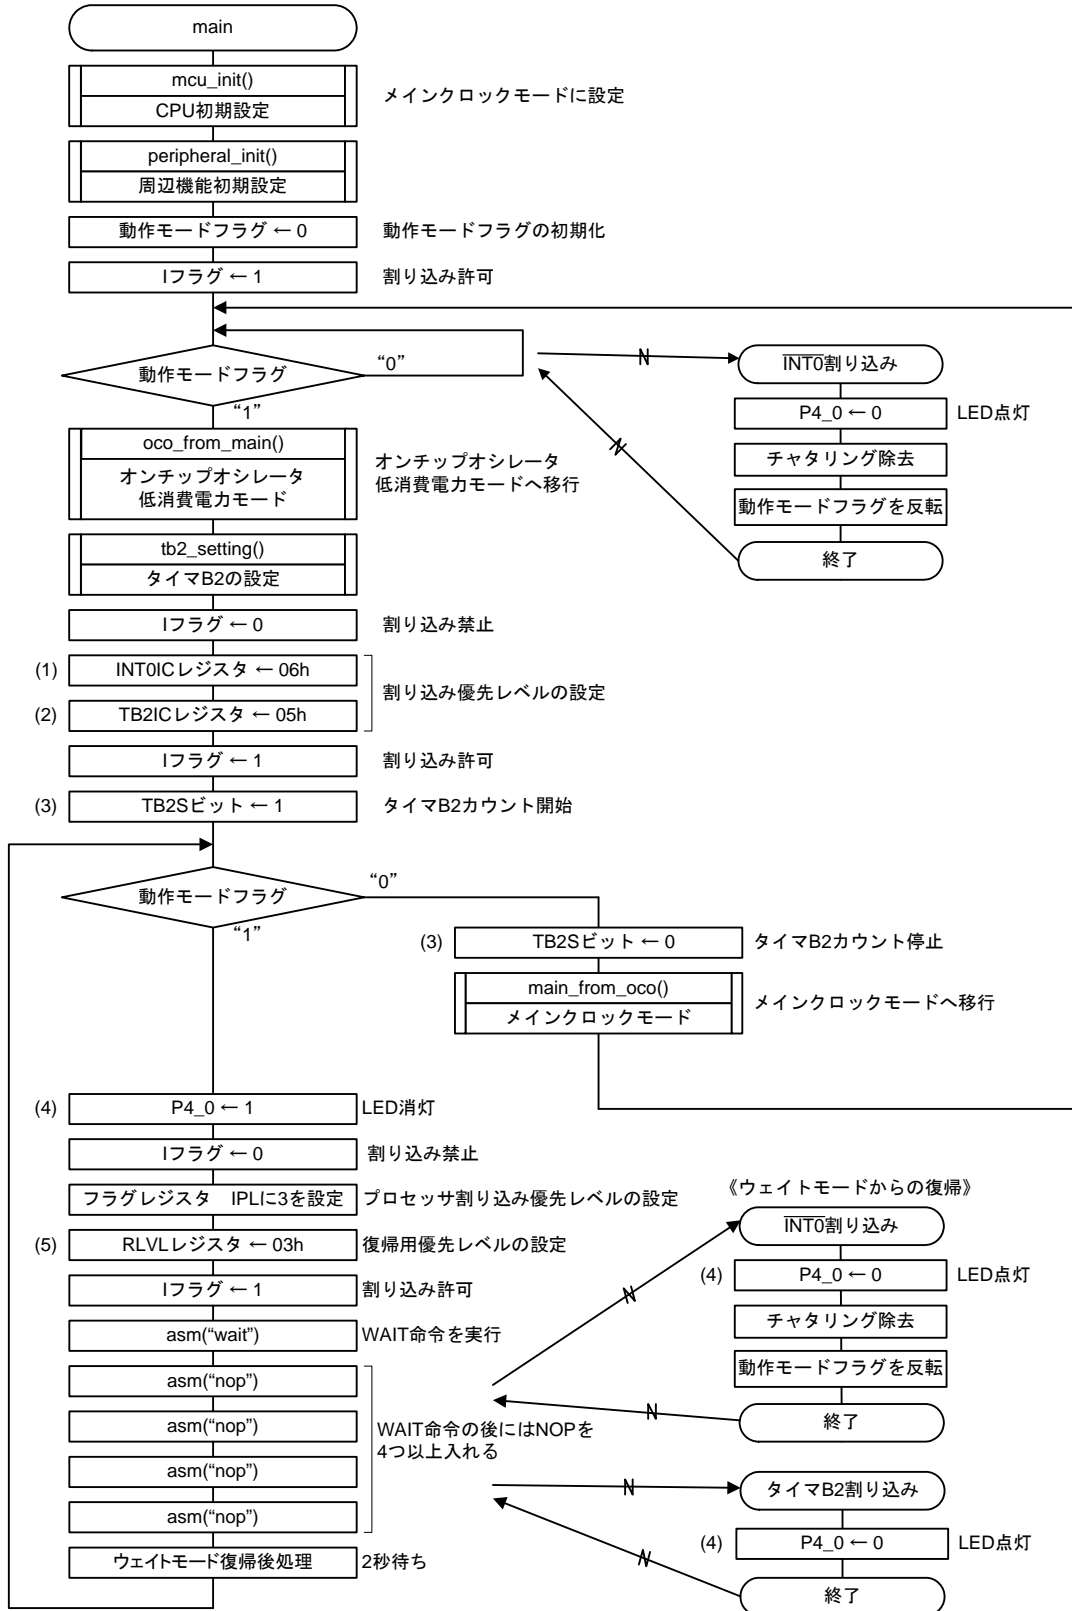 main
mcu_init()
CPU初期設定
メインクロックモードに設定
peripheral_init()
周辺機能初期設定
動作モードフラグ ← 0
動作モードフラグの初期化
Iフラグ ← 1
割り込み許可
動作モードフラグ
“0”
“1”
INT0割り込み
P4_0 ← 0
LED点灯
チャタリング除去
動作モードフラグを反転
終了
oco_from_main()
オンチップオシレータ
低消費電力モード
オンチップオシレータ
低消費電力モードへ移行
tb2_setting()
タイマB2の設定
Iフラグ ← 0
割り込み禁止
(1)
INT0ICレジスタ ← 06h
(2)
TB2ICレジスタ ← 05h
割り込み優先レベルの設定
Iフラグ ← 1
割り込み許可
(3)
TB2Sビット ← 1
タイマB2カウント開始
動作モードフラグ
“0”
“1”
(3)
TB2Sビット ← 0
タイマB2カウント停止
main_from_oco()
メインクロックモード
メインクロックモードへ移行
(4)
P4_0 ← 1
LED消灯
Iフラグ ← 0
割り込み禁止
フラグレジスタ　IPLに3を設定
プロセッサ割り込み優先レベルの設定
(5)
RLVLレジスタ ← 03h
復帰用優先レベルの設定
Iフラグ ← 1
割り込み許可
asm(“wait”)
WAIT命令を実行
asm(“nop”)
asm(“nop”)
asm(“nop”)
asm(“nop”)
WAIT命令の後にはNOPを
4つ以上入れる
ウェイトモード復帰後処理
2秒待ち
《ウェイトモードからの復帰》
INT0割り込み
(4)
P4_0 ← 0
LED点灯
チャタリング除去
動作モードフラグを反転
終了
タイマB2割り込み
(4)
P4_0 ← 0
LED点灯
終了